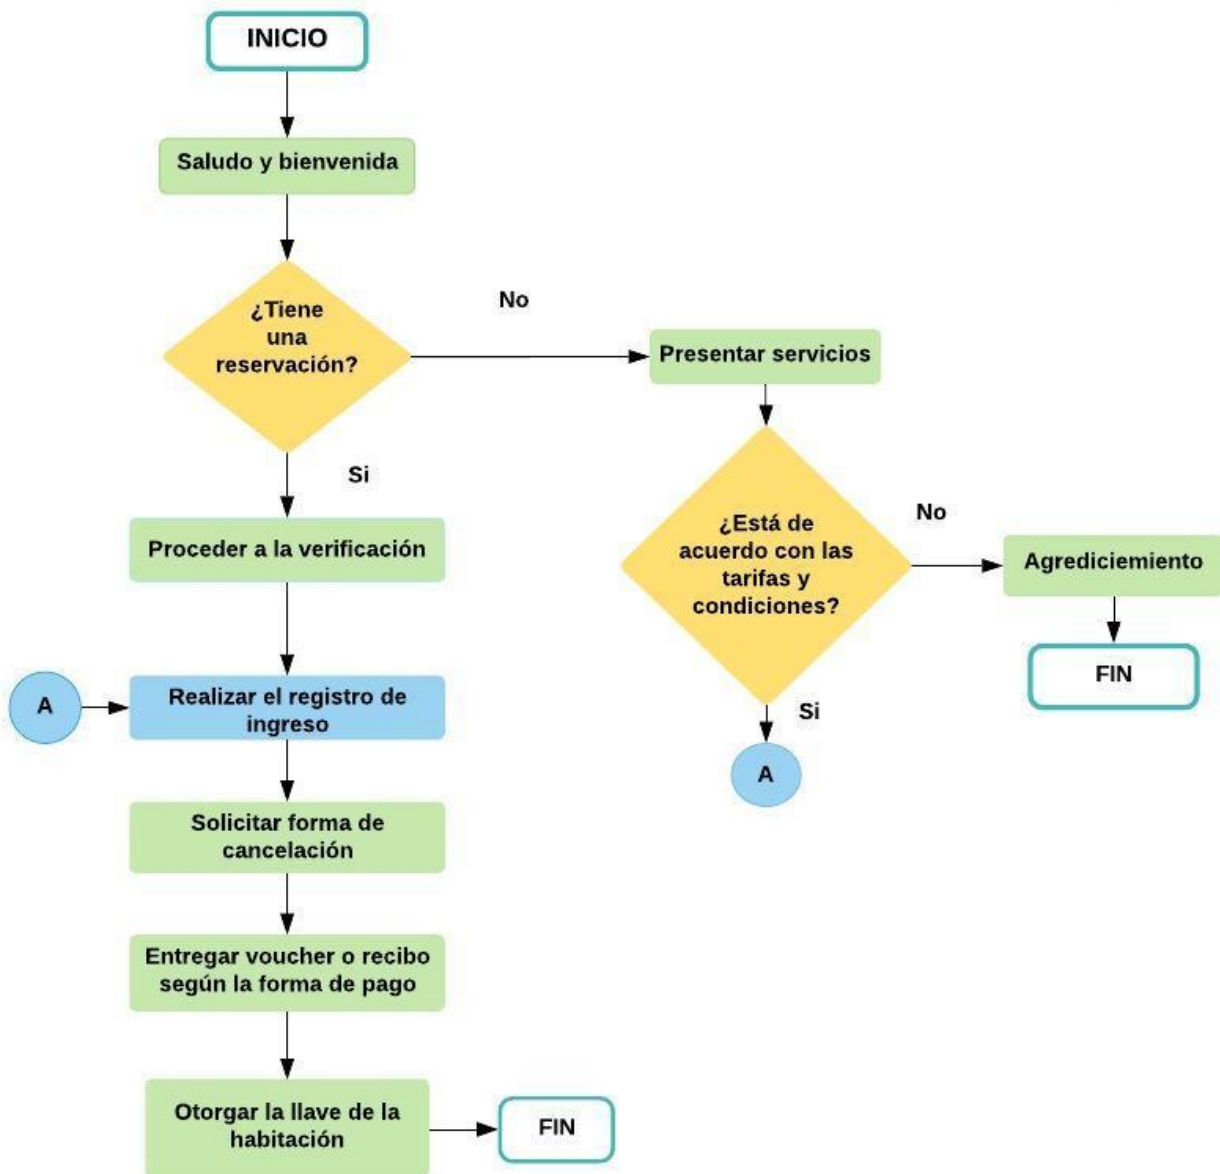 INICIO
Saludo y bienvenida
¿Tiene
una
reservación?
No
Presentar servicios
Si
Proceder a la verificación
¿Está de
acuerdo con las
tarifas y
condiciones?
No
Agrediciemiento
FIN
Si
A
A
Realizar el registro de
ingreso
Solicitar forma de
cancelación
Entregar voucher o recibo
según la forma de pago
Otorgar la llave de la
habitación
FIN